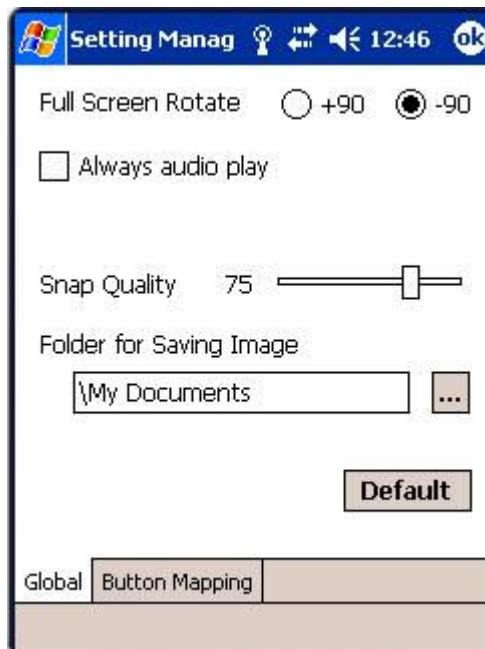 Setting Manag 12:46 ok
Full Screen Rotate +90 -90
Always audio play
Snap Quality 75
Folder for Saving Image
\My Documents ...
Default
Global Button Mapping